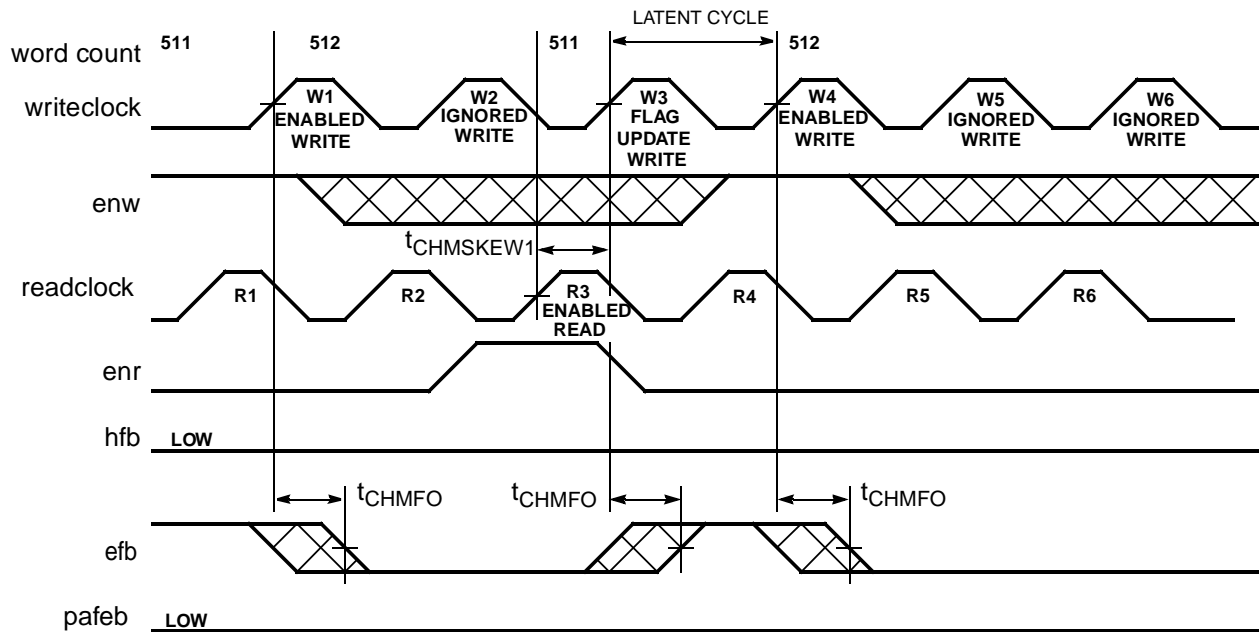 LATENT CYCLE
word count 511 512 511 512
writeclock
W1 ENABLED WRITE
W2 IGNORED WRITE
W3 FLAG UPDATE WRITE
W4 ENABLED WRITE
W5 IGNORED WRITE
W6 IGNORED WRITE
enw
tCHMSKEW1
readclock R1 R2 R3 R4 R5 R6
ENABLED
READ
enr
hfb LOW
tCHMFO tCHMFO tCHMFO
efb
pafeb LOW